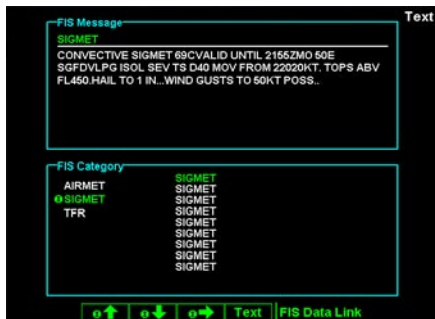 Text
FIS Message
SIGMET
CONVECTIVE SIGMET 69CVALID UNTIL 2155ZMO 50E
SGFDVLPG ISOL SEV TS D40 MOV FROM 22020KT. TOPS ABV
FL450.HAIL TO 1 IN...WIND GUSTS TO 50KT POSS..
FIS Category
AIRMET
SIGMET
TFR
SIGMET
SIGMET
SIGMET
SIGMET
SIGMET
SIGMET
SIGMET
SIGMET
SIGMET
Text
FIS Data Link